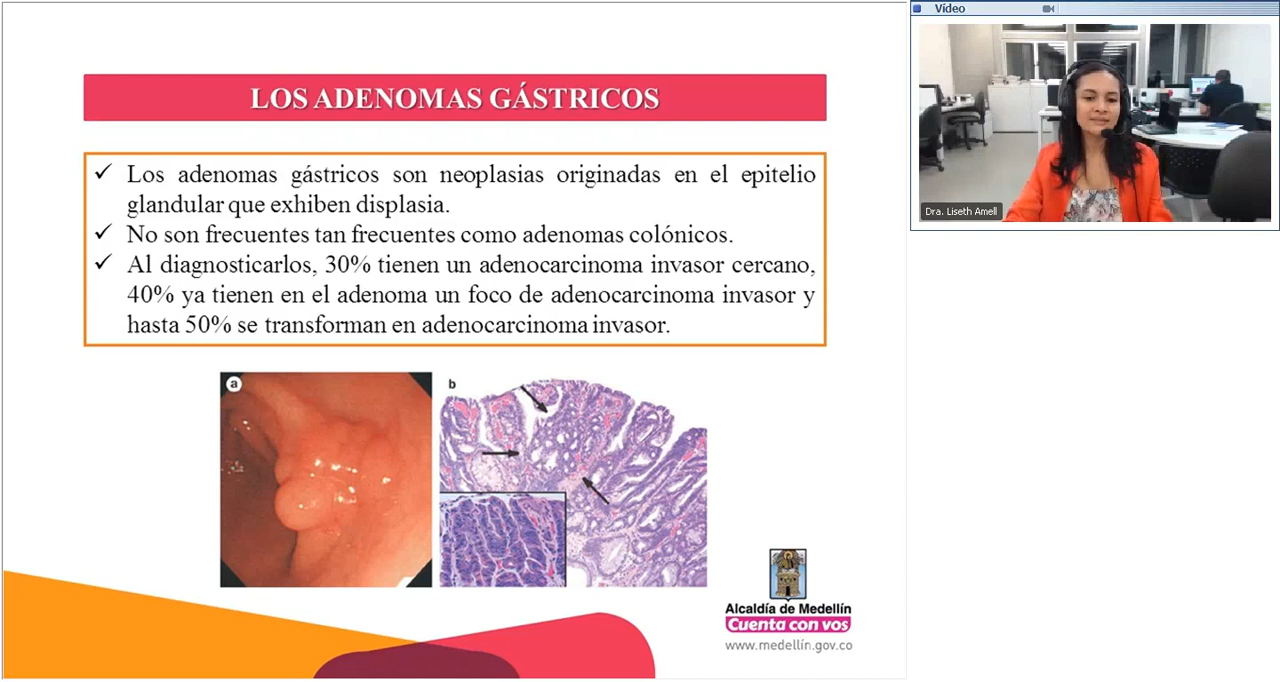 LOS ADENOMAS GÁSTRICOS
✓ Los adenomas gástricos son neoplasias originadas en el epitelio
glandular que exhiben displasia.
✓ No son frecuentes tan frecuentes como adenomas colónicos.
✓ Al diagnosticarlos, 30% tienen un adenocarcinoma invasor cercano,
40% ya tienen en el adenoma un foco de adenocarcinoma invasor y
hasta 50% se transforman en adenocarcinoma invasor.
a
b
Alcaldía de Medellín
Cuenta con vos
www.medellín.gov.co
Vídeo
Dra. Liseth Amell